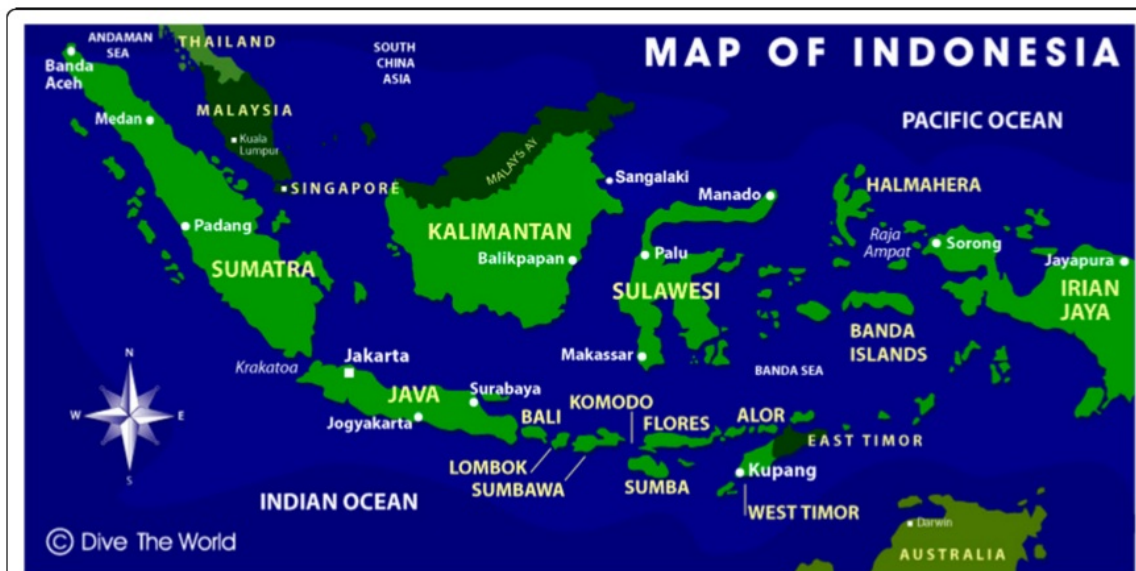 MAP OF INDONESIA
ANDAMAN
SEA
THAILAND
SOUTH
CHINA
ASIA
Banda
Aceh
MALAYSIA
PACIFIC OCEAN
Medan
Kuala
Lumpur
MALAYS AY
SINGAPORE
Sangalaki
Manado
HALMAHERA
Padang
KALIMANTAN
Raja
Ampat
Sorong
SUMATRA
Balikpapan
Palu
Jayapura
SULAWESI
IRIAN
JAYA
BANDA
ISLANDS
Krakatoa
Jakarta
Makassar
BANDA SEA
N
W
E
S
JAVA
Surabaya
Jogyakarta
BALI
KOMODO
FLORES
ALOR
EAST TIMOR
LOMBOK
SUMBAWA
SUMBA
Kupang
INDIAN OCEAN
WEST TIMOR
Darwin
AUSTRALIA
© Dive The World